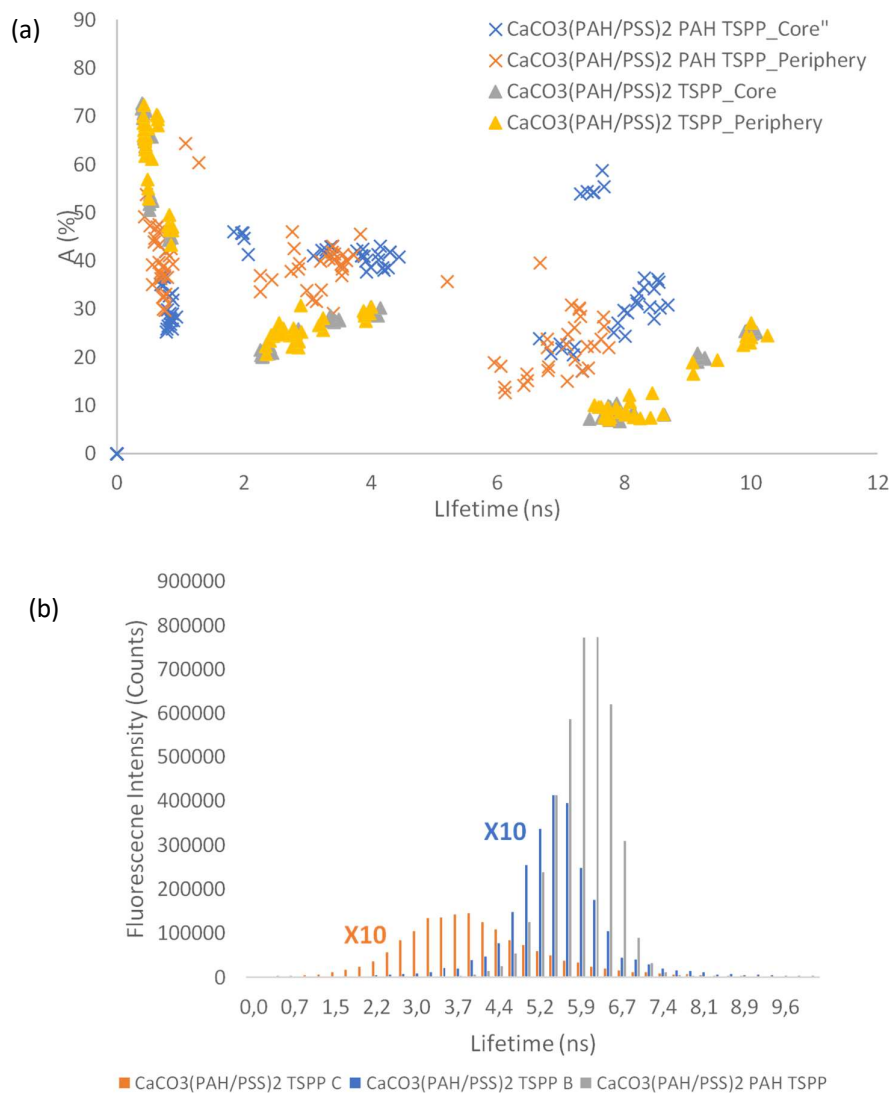 (a)
90
80
70
60
50
40
30
20
10
0
A (%)
CaCO3(PAH/PSS)2 PAH TSPP_Core"
CaCO3(PAH/PSS)2 PAH TSPP_Periphery
CaCO3(PAH/PSS)2 TSPP_Core
CaCO3(PAH/PSS)2 TSPP_Periphery
0 2 4 6 8 10 12
LIfetime (ns)
(b)
900000
800000
700000
600000
500000
400000
300000
200000
100000
0
Fluorescecne Intensity (Counts)
X10
X10
0,0 0,7 1,5 2,2 3,0 3,7 4,4 5,2 5,9 6,7 7,4 8,1 8,9 9,6
Lifetime (ns)
CaCO3(PAH/PSS)2 TSPP C CaCO3(PAH/PSS)2 TSPP B CaCO3(PAH/PSS)2 PAH TSPP